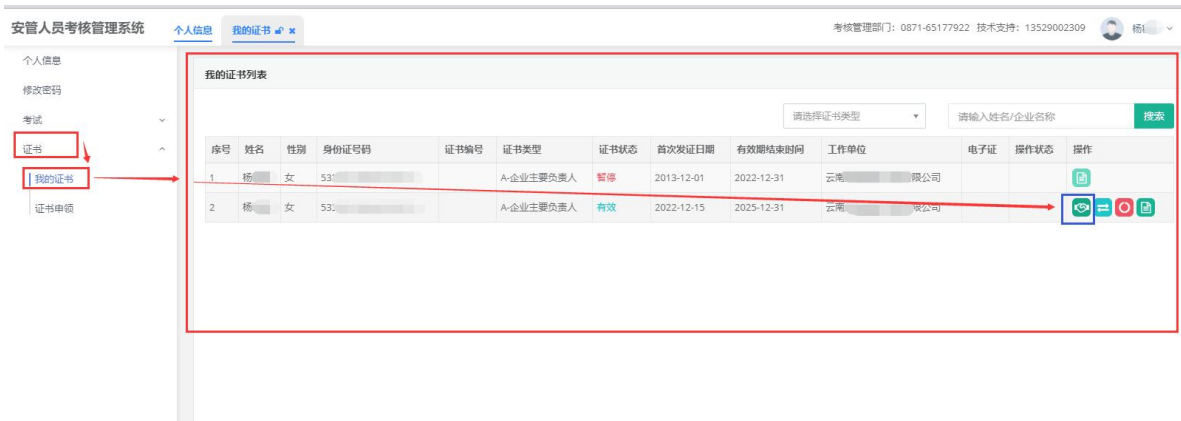 安管人员考核管理系统
个人信息 我的证书
考核管理部门：0871-65177922 技术支持：13529002309 杨
个人信息
修改密码
考试
证书
我的证书
证书申领
我的证书列表
请选择证书类型 请输入姓名/企业名称 搜索
序号 姓名 性别 身份证号码 证书编号 证书类型 证书状态 首次发证日期 有效期结束时间 工作单位 电子证 操作状态 操作
1 杨 女 53 A-企业主要负责人 暂停 2013-12-01 2022-12-31 云南 限公司
2 杨 女 53 A-企业主要负责人 有效 2022-12-15 2025-12-31 云南 限公司